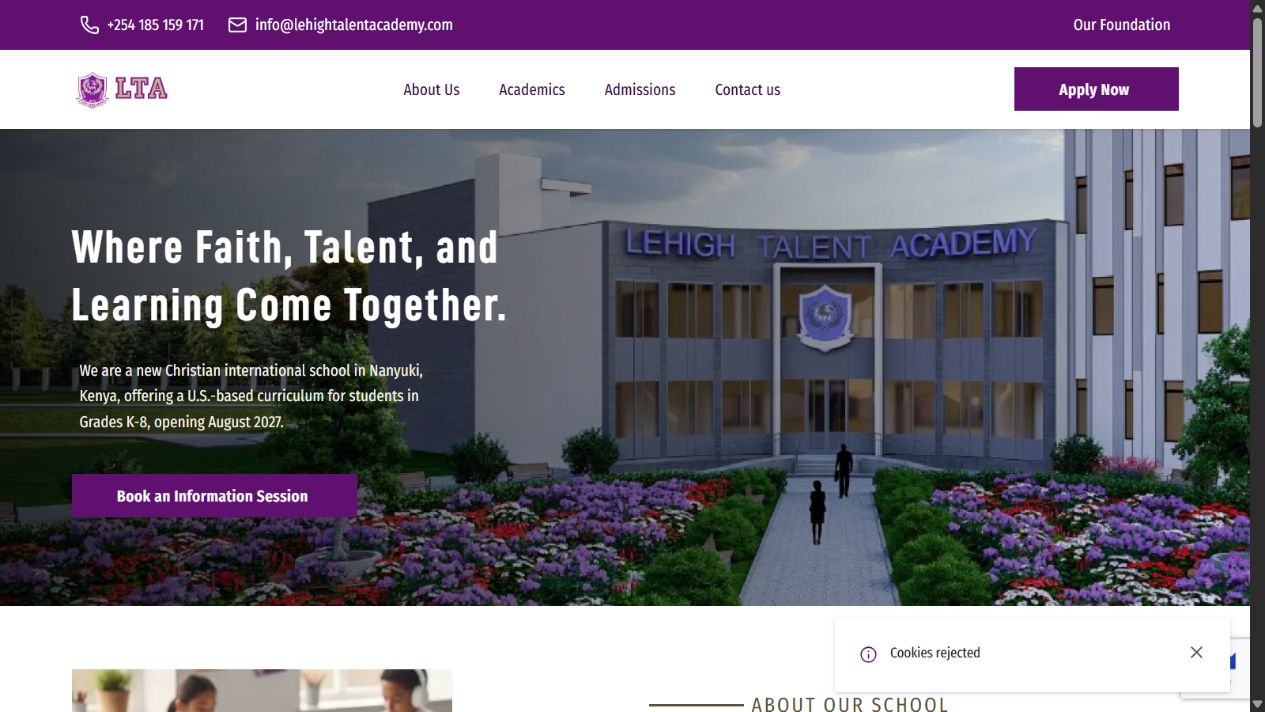 +254 185 159 171
info@lehightalentacademy.com
Our Foundation
LTA
About Us
Academics
Admissions
Contact us
Apply Now
LEHIGH TALENT ACADEMY
Where Faith, Talent, and
Learning Come Together.
We are a new Christian international school in Nanyuki,
Kenya, offering a U.S.-based curriculum for students in
Grades K-8, opening August 2027.
Book an Information Session
Cookies rejected
ABOUT OUR SCHOOL